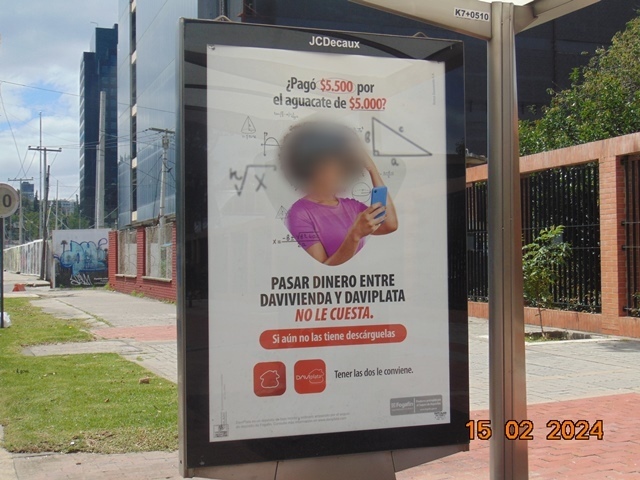 K7+0510
JCDecaux
¿Pagó $5.500 por
el aguacate de $5.000?
n√x
c
a
PASAR DINERO ENTRE
DAVIVIENDA Y DAVIPLATA
NO LE CUESTA.
Si aún no las tiene descárguelas
Tener las dos le conviene.
15 02 2024